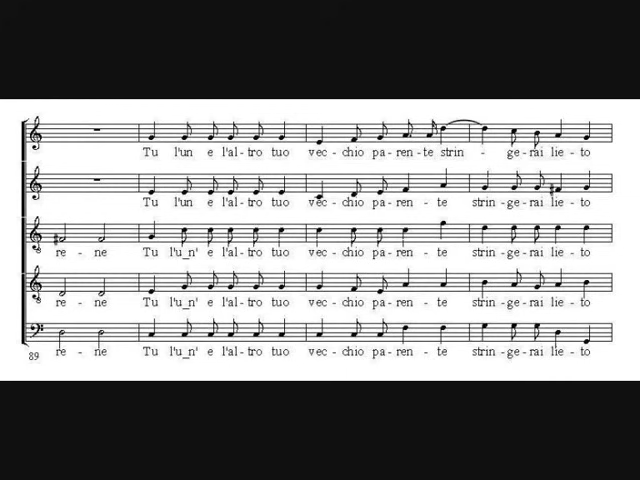 Tu l'un e l'al-tro tuo vec-chio pa-ren-te strin - ge-rai lie-to
Tu l'un e l'al-tro tuo vec-chio pa-ren - te strin-ge-rai lie-to
re - ne Tu l'u_n' e l'al-tro tuo vec-chio pa-ren - te strin-ge-rai lie-to
re - ne Tu l'u_n' e l'al-tro tuo vec-chio pa-ren - te strin-ge-rai lie-to
89 re - ne Tu l'u_n' e l'al-tro tuo vec-chio pa-ren - te strin-ge-rai lie-to